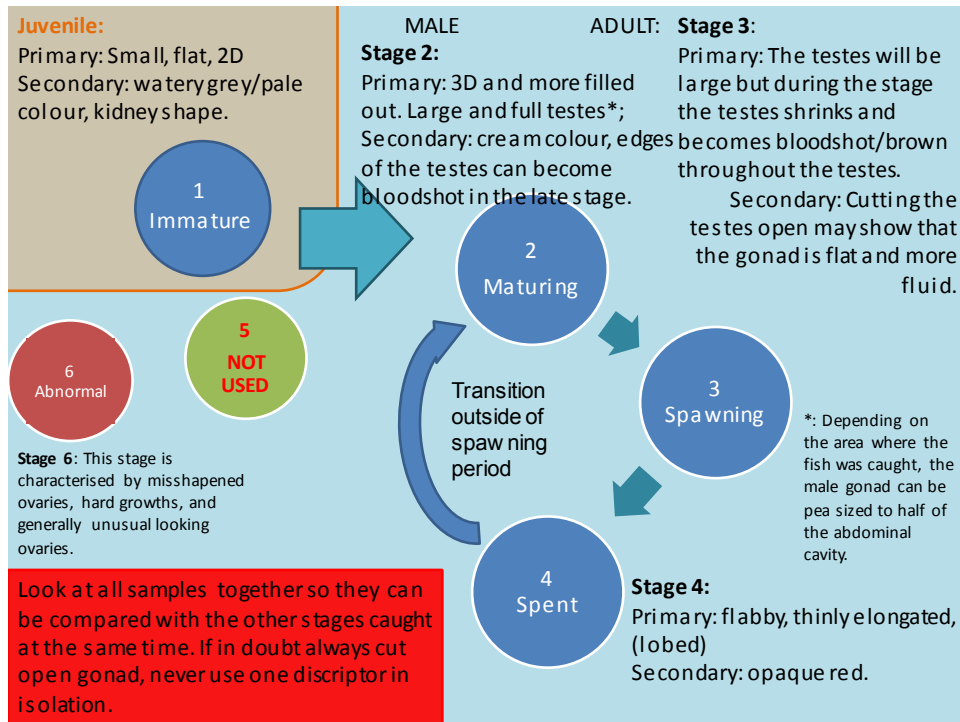 Juvenile:
Primary: Small, flat, 2D
Secondary: watery grey/pale
colour, kidney shape.
1
Immature
MALE ADULT:
Stage 2:
Primary: 3D and more filled
out. Large and full testes*;
Secondary: cream colour, edges
of the testes can become
bloodshot in the late stage.
Stage 3:
Primary: The testes will be
large but during the stage
the testes shrinks and
becomes bloodshot/brown
throughout the testes.
Secondary: Cutting the
testes open may show that
the gonad is flat and more
fluid.
2
Maturing
5
NOT
USED
6
Abnormal
Transition
outside of
spawning
period
3
Spawning
*: Depending on
the area where the
fish was caught, the
male gonad can be
pea sized to half of
the abdominal
cavity.
Stage 6: This stage is
characterised by misshapened
ovaries, hard growths, and
generally unusual looking
ovaries.
4
Spent
Stage 4:
Primary: flabby, thinly elongated,
(lobed)
Secondary: opaque red.
Look at all samples together so they can
be compared with the other stages caught
at the same time. If in doubt always cut
open gonad, never use one discriptor in
isolation.